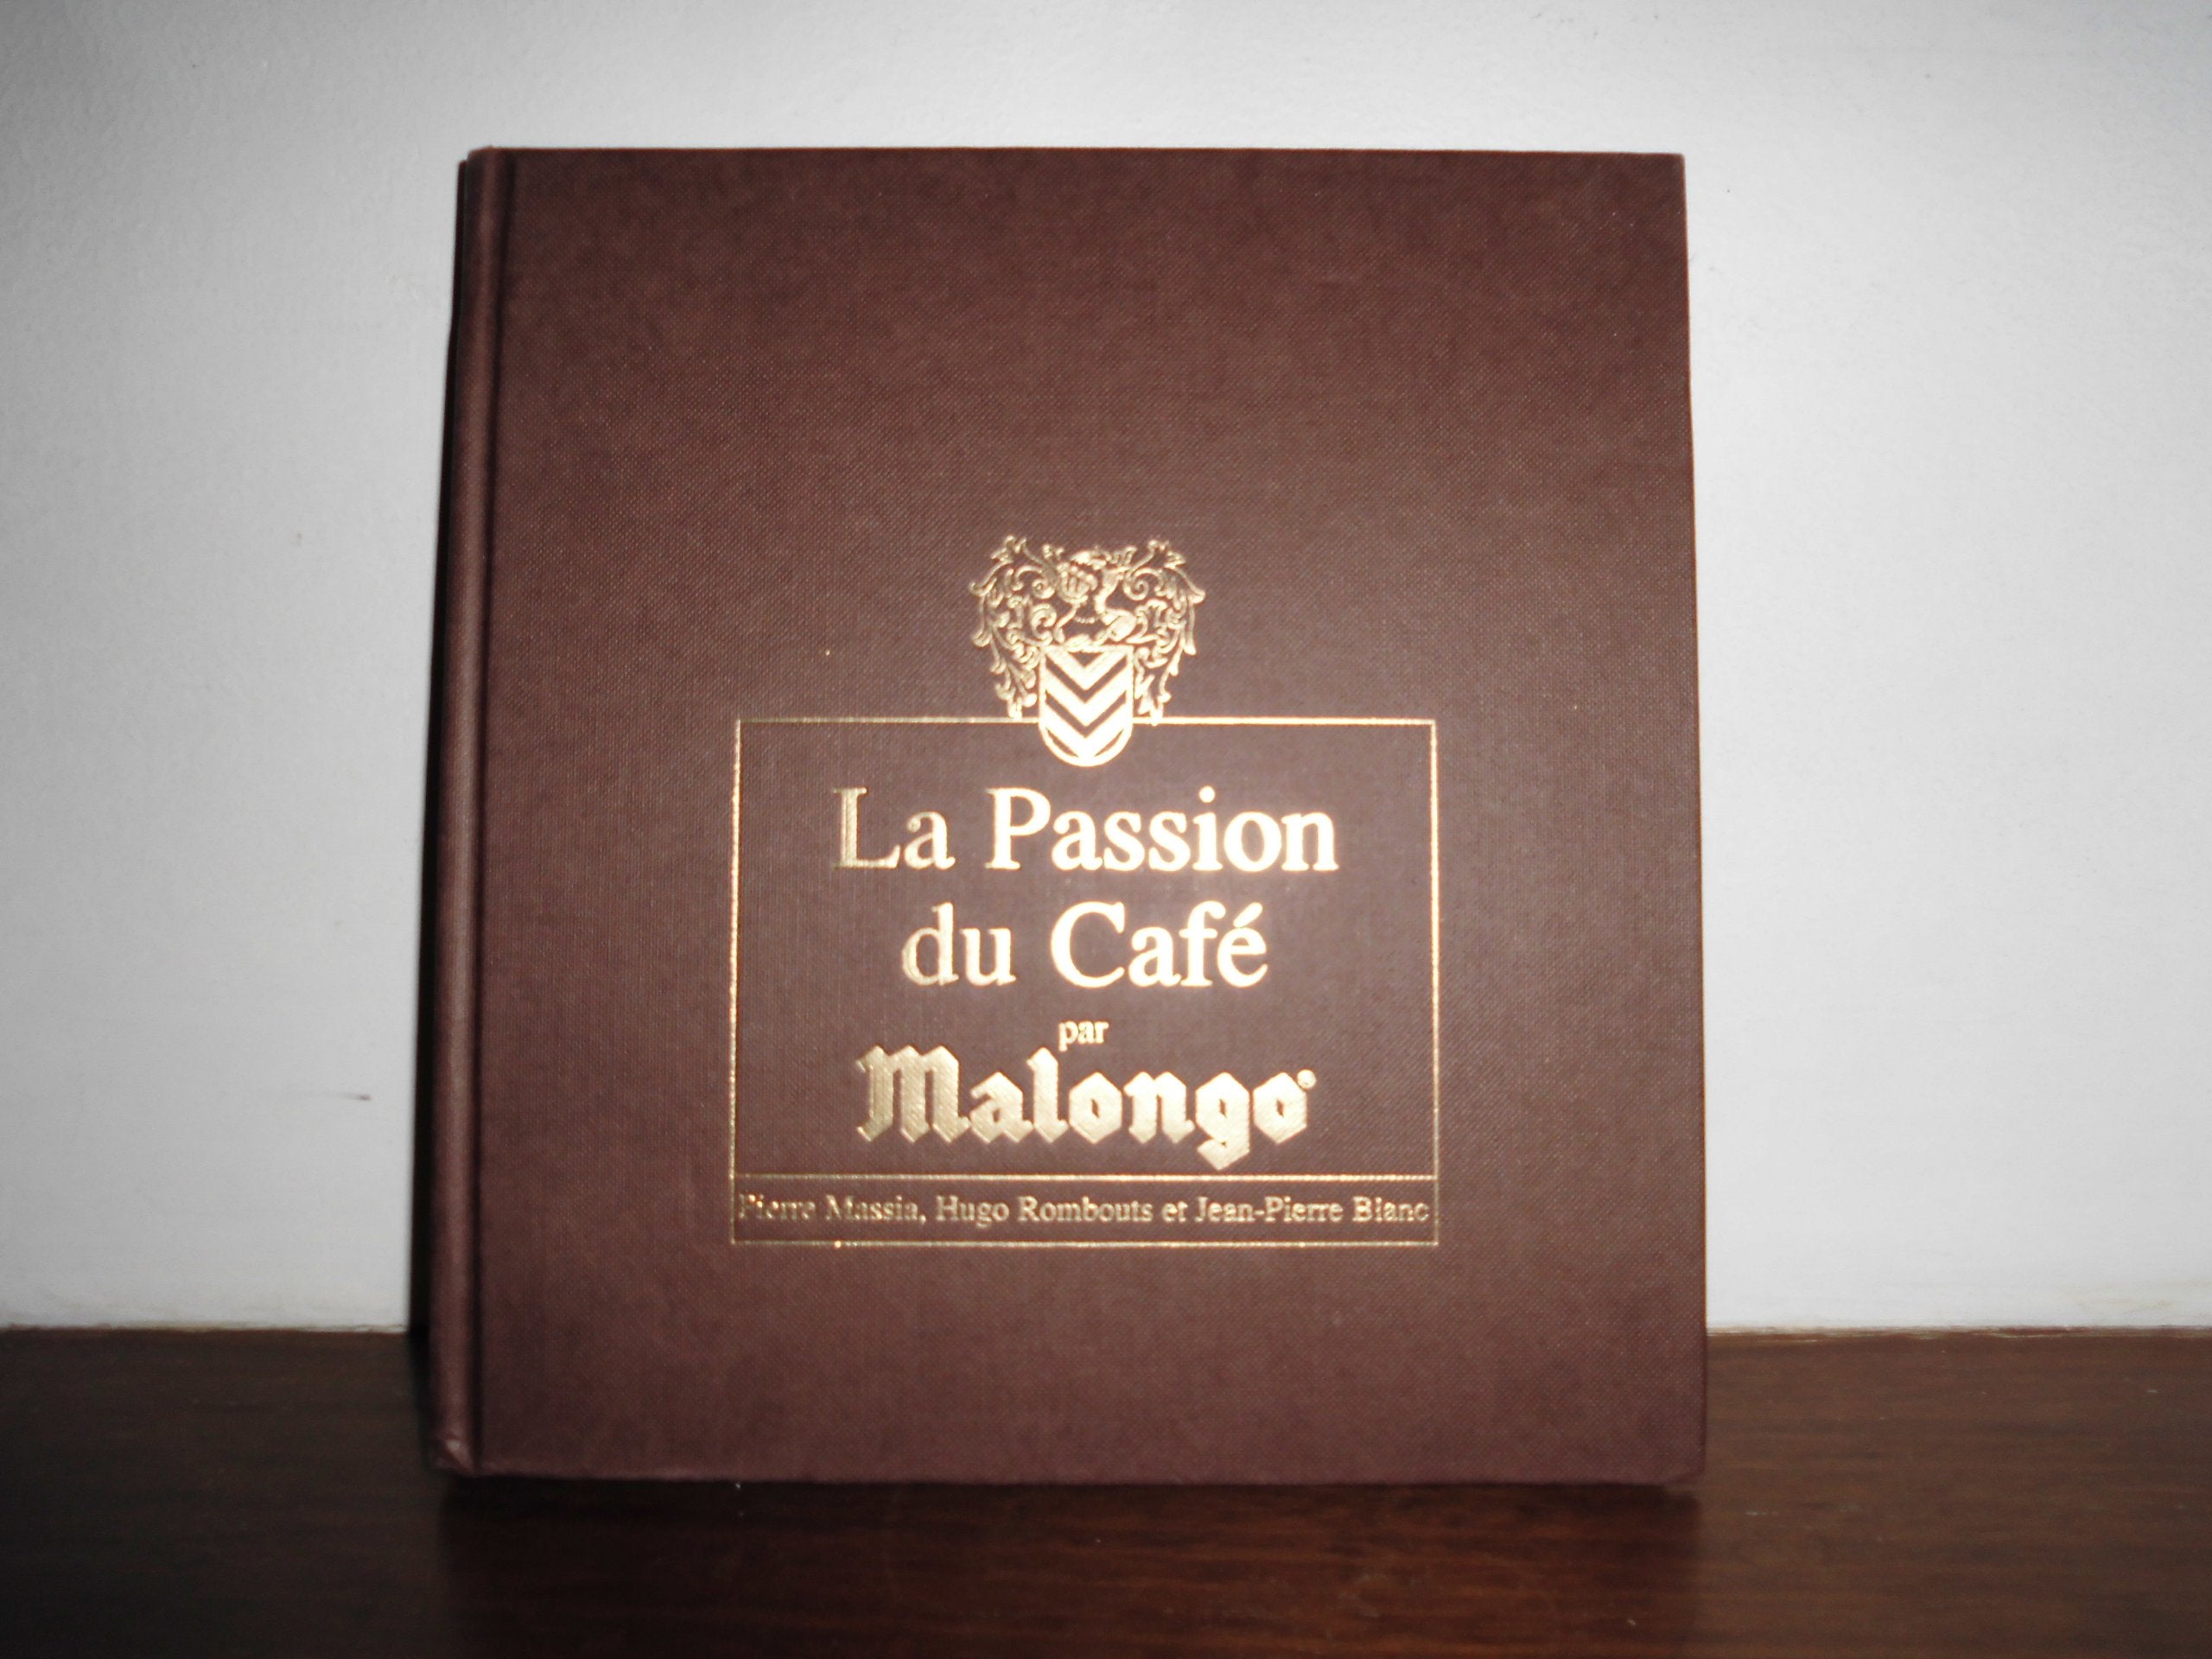 La Passion
du Café
par
Malongo®
Pierre Massia, Hugo Rombouts et Jean-Pierre Blanc